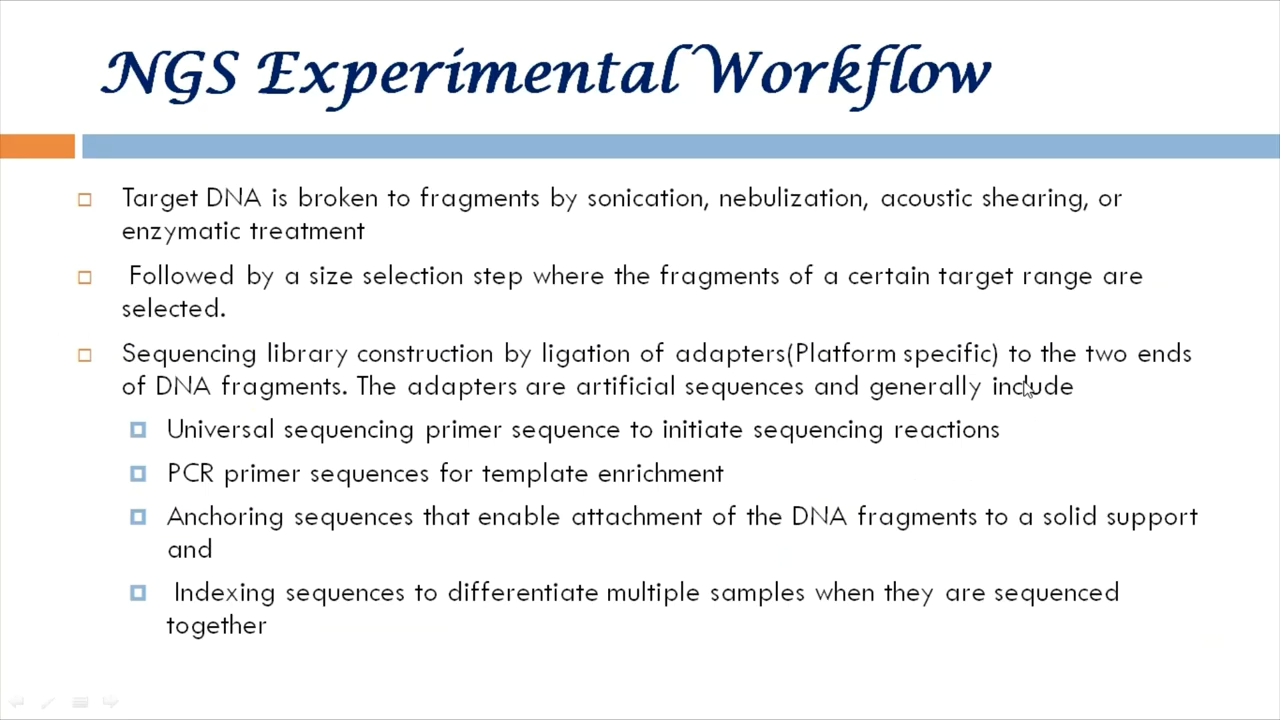 NGS Experimental Workflow
Target DNA is broken to fragments by sonication, nebulization, acoustic shearing, or
enzymatic treatment
Followed by a size selection step where the fragments of a certain target range are
selected.
Sequencing library construction by ligation of adapters(Platform specific) to the two ends
of DNA fragments. The adapters are artificial sequences and generally include
Universal sequencing primer sequence to initiate sequencing reactions
PCR primer sequences for template enrichment
Anchoring sequences that enable attachment of the DNA fragments to a solid support
and
Indexing sequences to differentiate multiple samples when they are sequenced
together